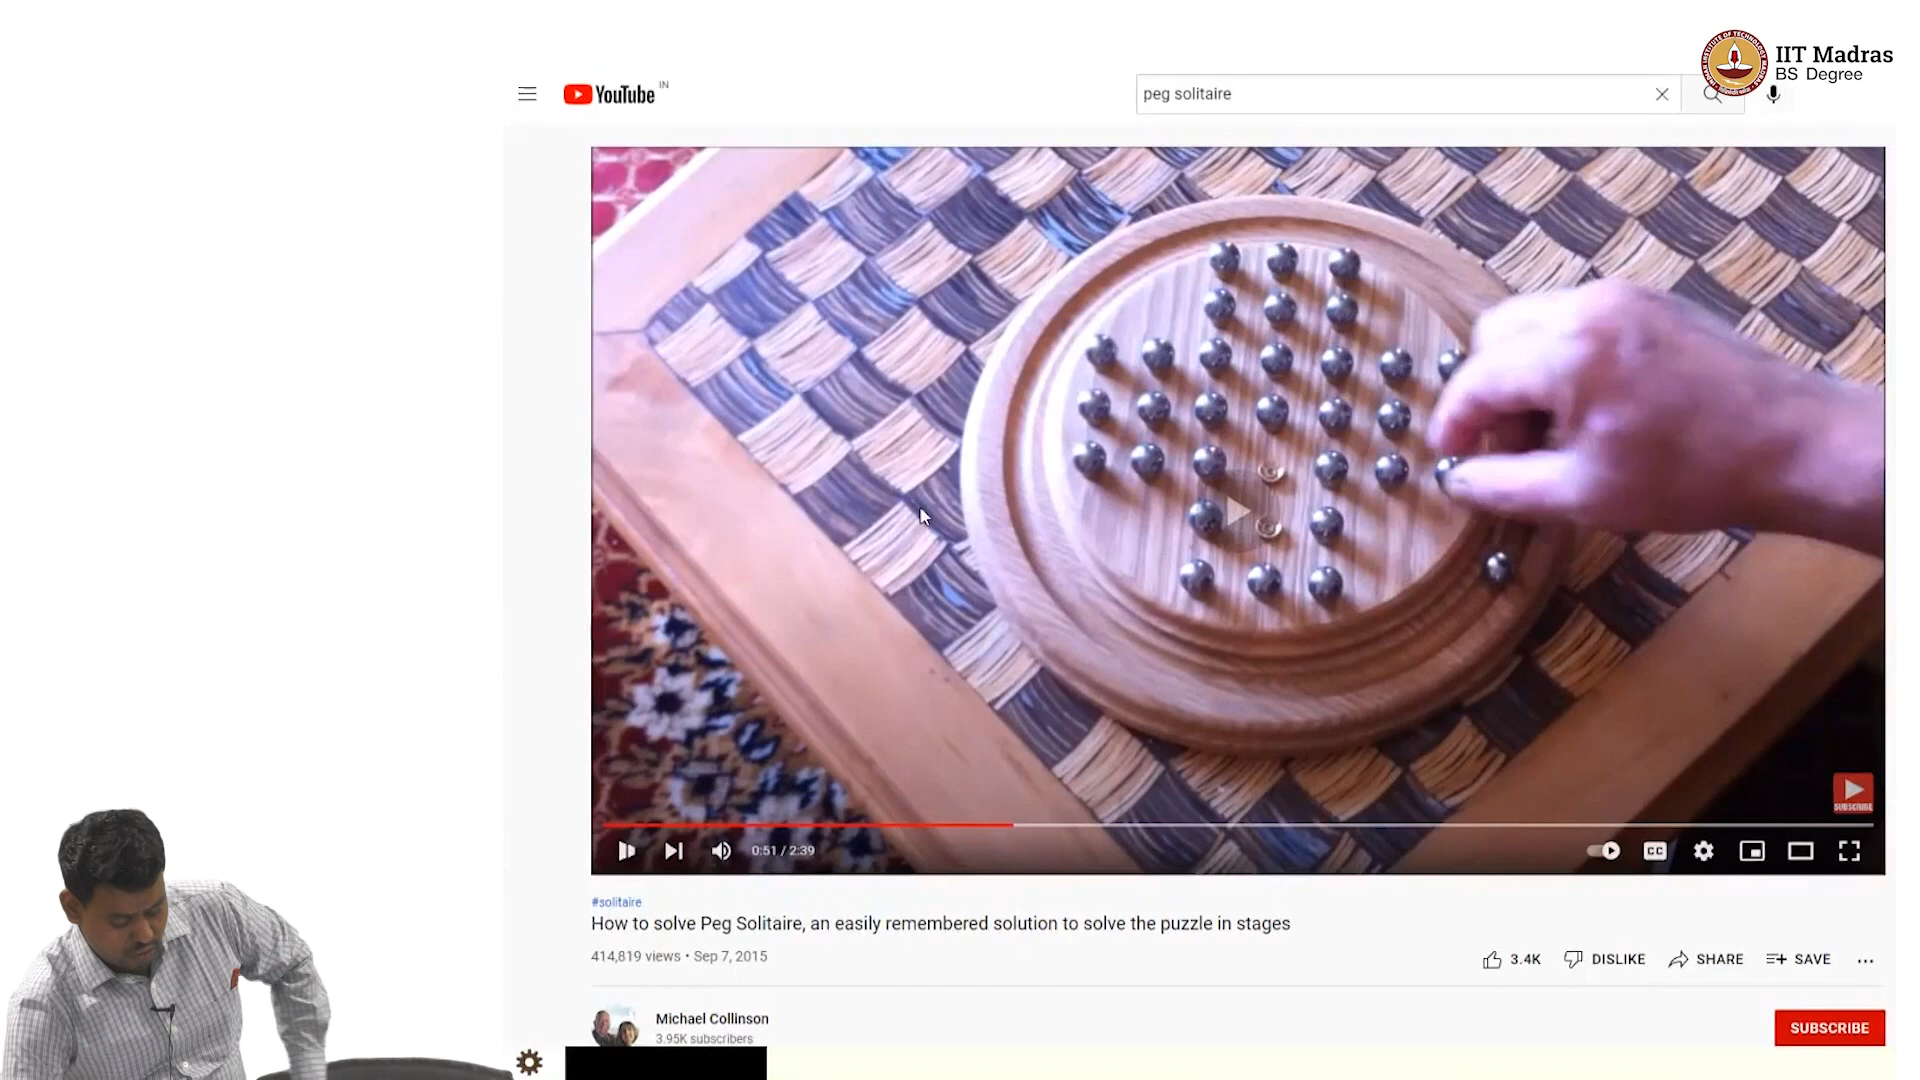 IIT Madras
BS Degree
YouTube IN
peg solitaire
SUBSCRIBE
0:51 / 2:39
CC
#solitaire
How to solve Peg Solitaire, an easily remembered solution to solve the puzzle in stages
414,819 views • Sep 7, 2015
3.4K DISLIKE SHARE SAVE
Michael Collinson
3.95K subscribers
SUBSCRIBE